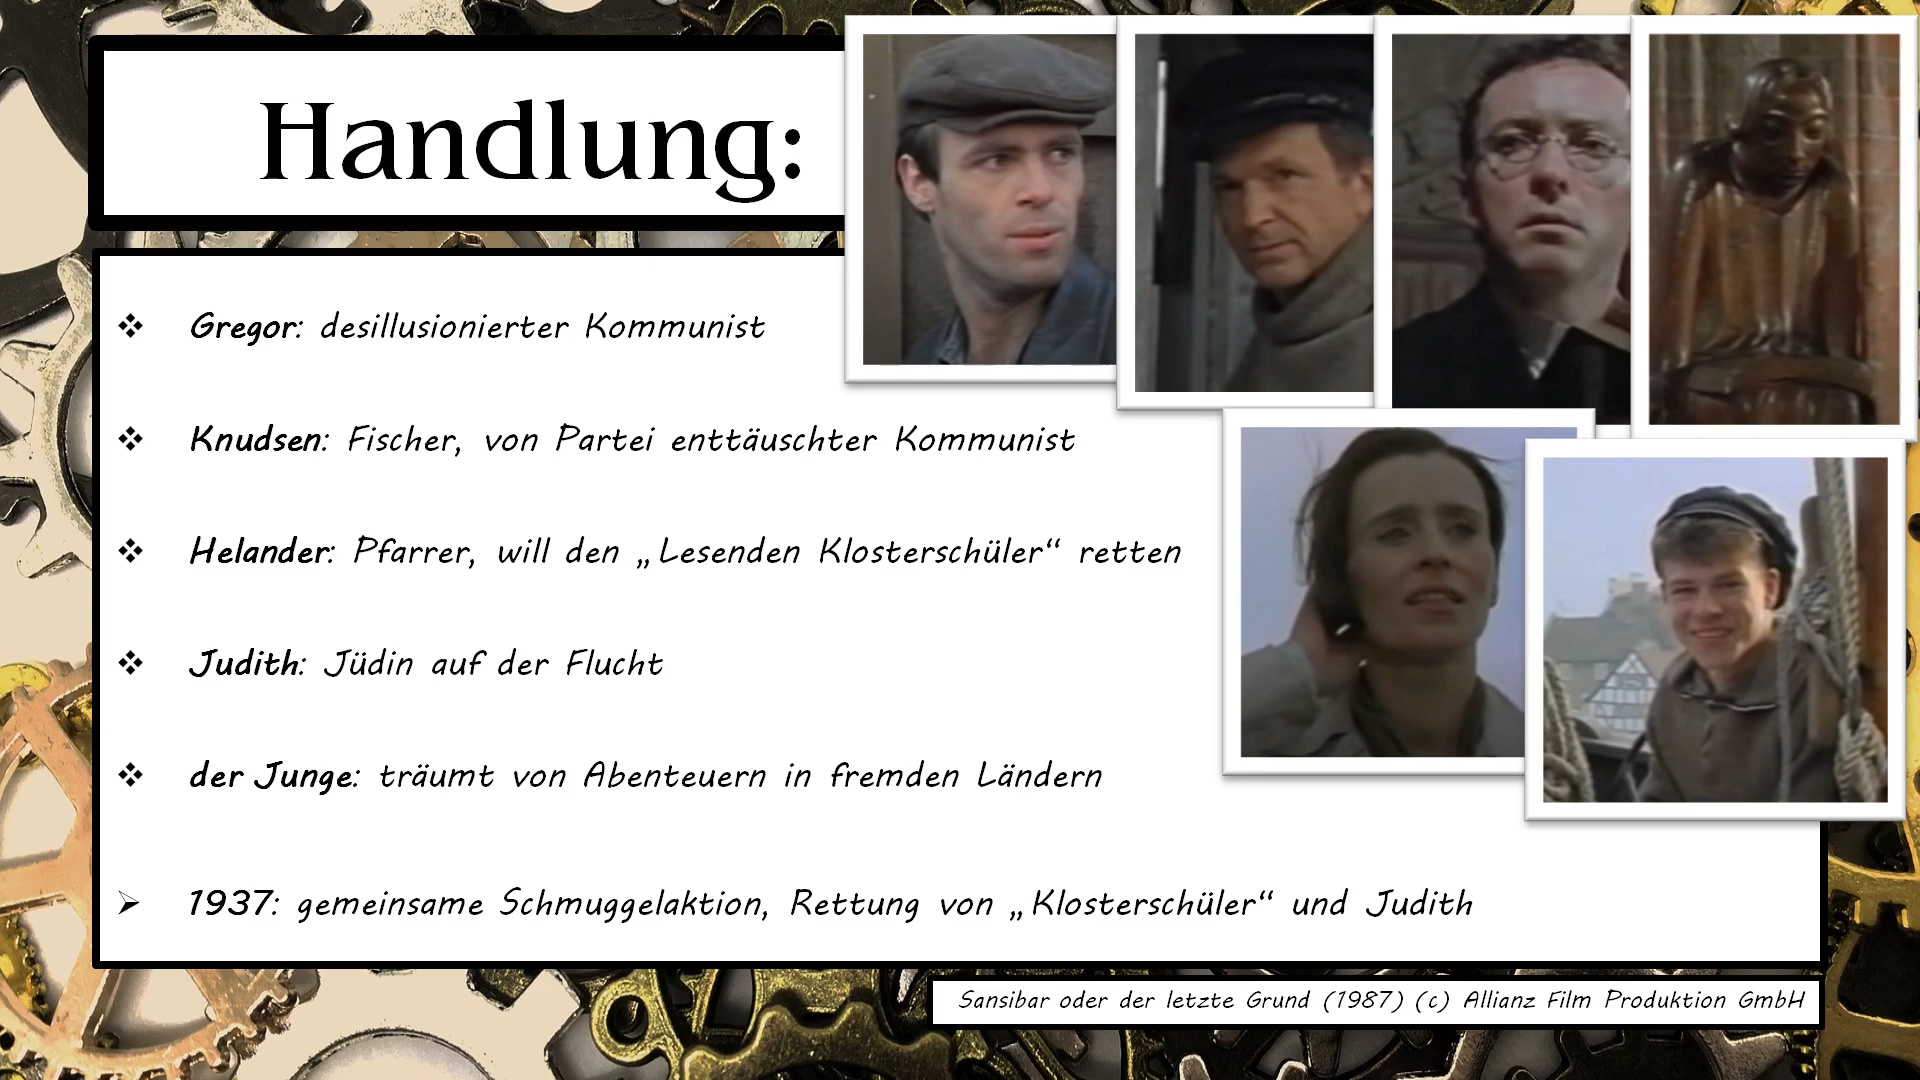 Handlung:
Gregor: desillusionierter Kommunist
Knudsen: Fischer, von Partei enttäuschter Kommunist
Helander: Pfarrer, will den „Lesenden Klosterschüler“ retten
Judith: Jüdin auf der Flucht
der Junge: träumt von Abenteuern in fremden Ländern
1937: gemeinsame Schmuggelaktion, Rettung von „Klosterschüler“ und Judith
Sansibar oder der letzte Grund (1987) (c) Allianz Film Produktion GmbH